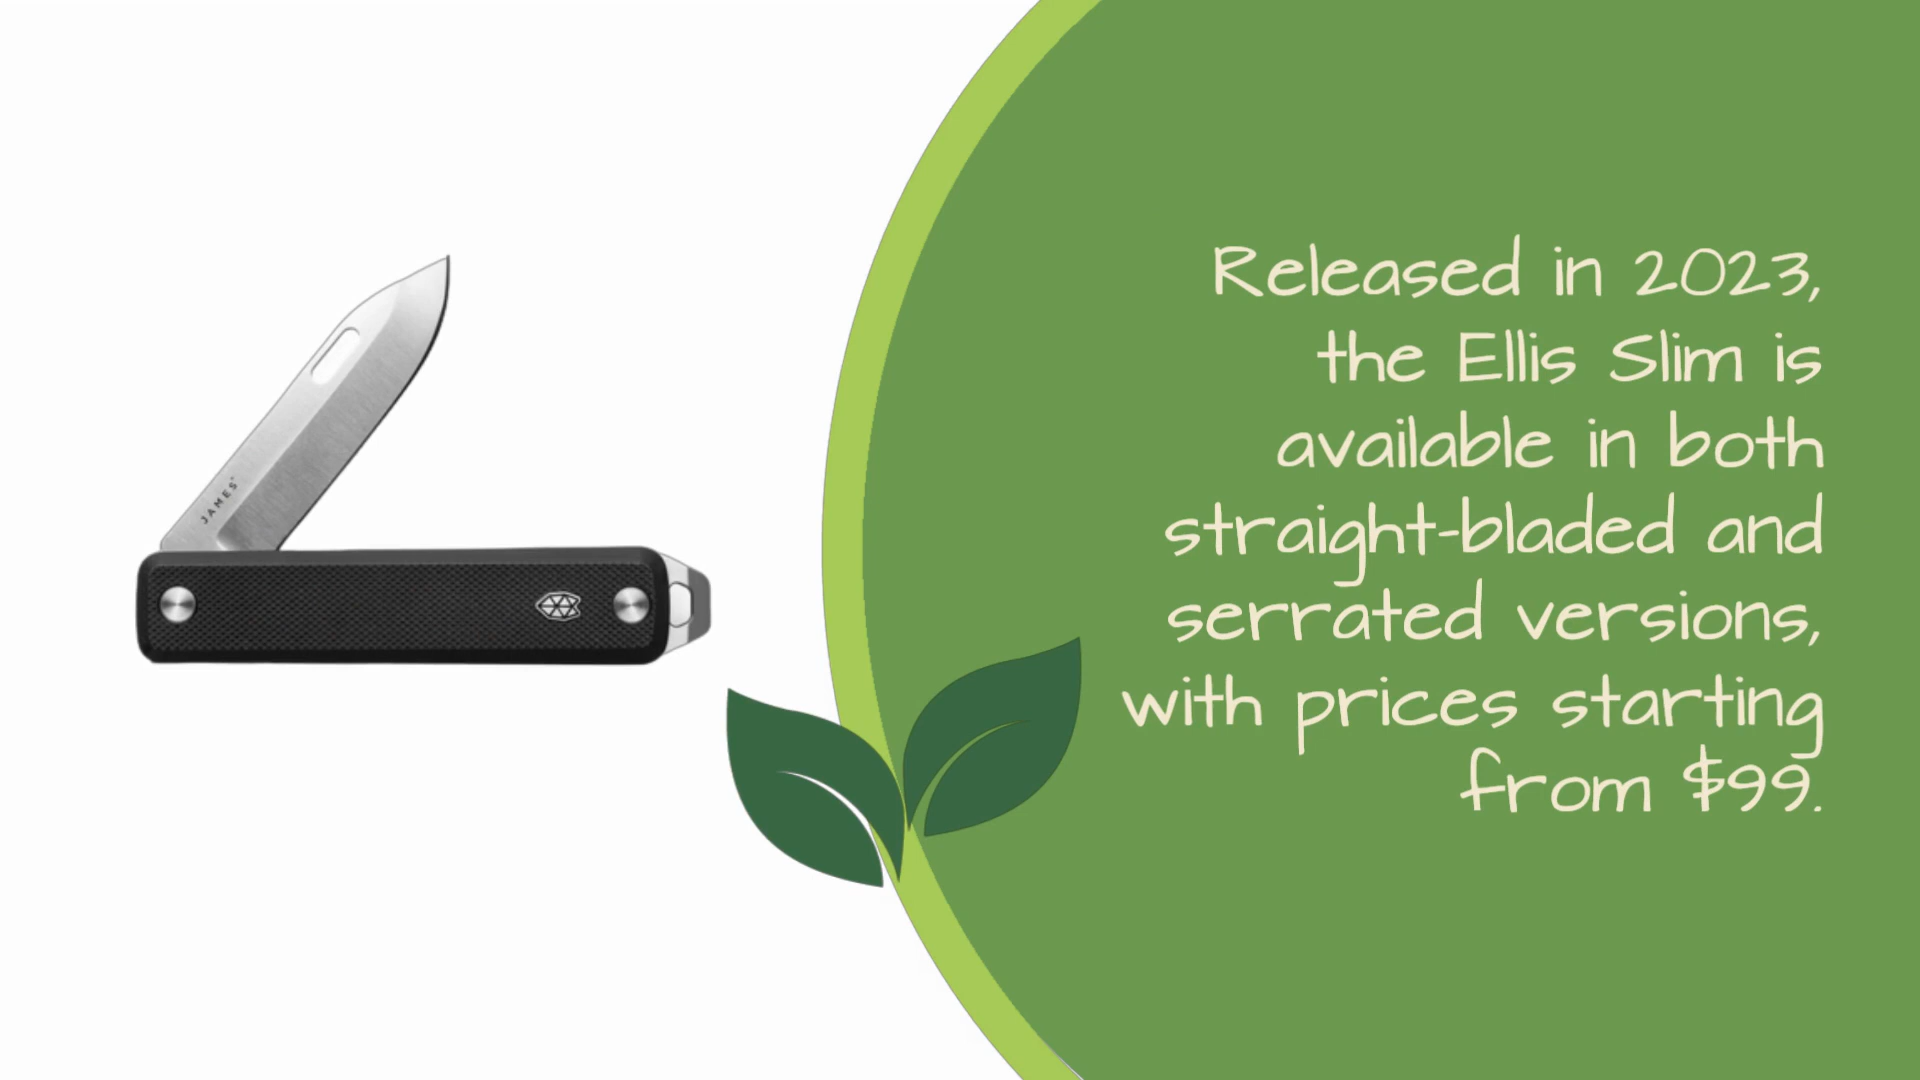 JAMES
Released in 2023,
the Ellis Slim is
available in both
straight-bladed and
serrated versions,
with prices starting
from $99.